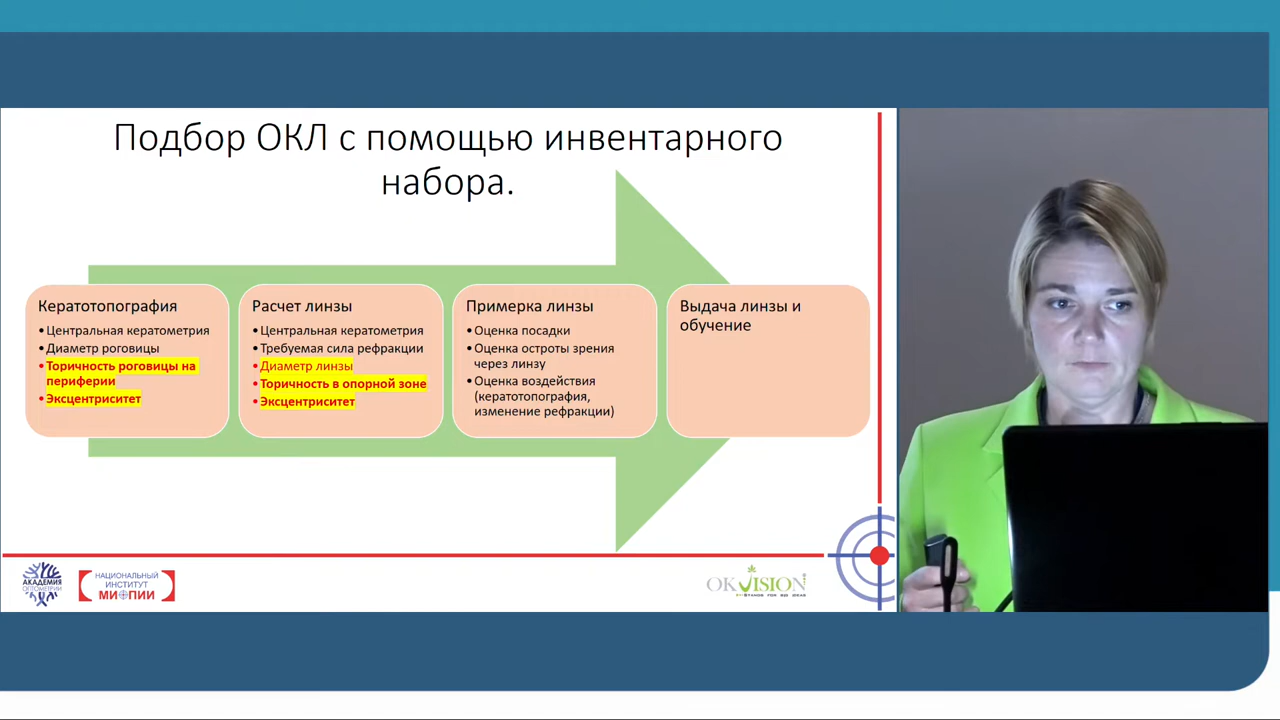 Подбор ОКЛ с помощью инвентарного
набора.
Кератотопография
•Центральная кератометрия
•Диаметр роговицы
•Торичность роговицы на
периферии
•Эксцентриситет
Расчет линзы
•Центральная кератометрия
•Требуемая сила рефракции
•Диаметр линзы
•Торичность в опорной зоне
•Эксцентриситет
Примерка линзы
•Оценка посадки
•Оценка остроты зрения
через линзу
•Оценка воздействия
(кератотопография,
изменение рефракции)
Выдача линзы и
обучение
АКАДЕМИЯ
ОПТОМЕТРИИ
НАЦИОНАЛЬНЫЙ
ИНСТИТУТ
МИОПИИ
OKVISION